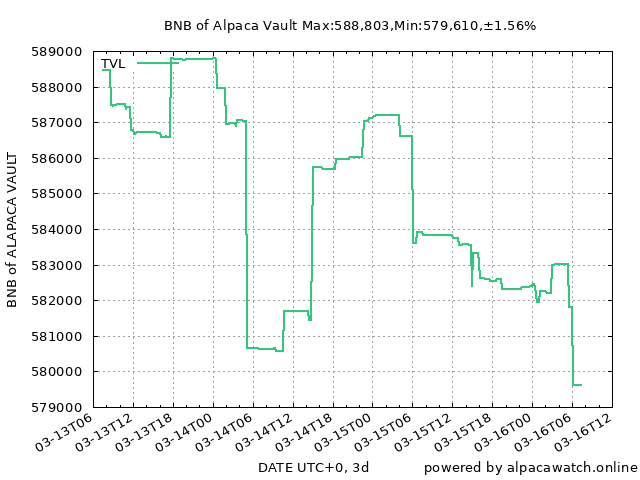 BNB of Alpaca Vault Max:588,803,Min:579,610,±1.56%
589000
TVL
588000
587000
586000
585000
584000
583000
582000
581000
580000
579000
BNB of ALAPACA VAULT
03-13T06
03-13T12
03-13T18
03-14T00
03-14T06
03-14T12
03-14T18
03-15T00
03-15T06
03-15T12
03-15T18
03-16T00
03-16T06
03-16T12
DATE UTC+0, 3d
powered by alpacawatch.online